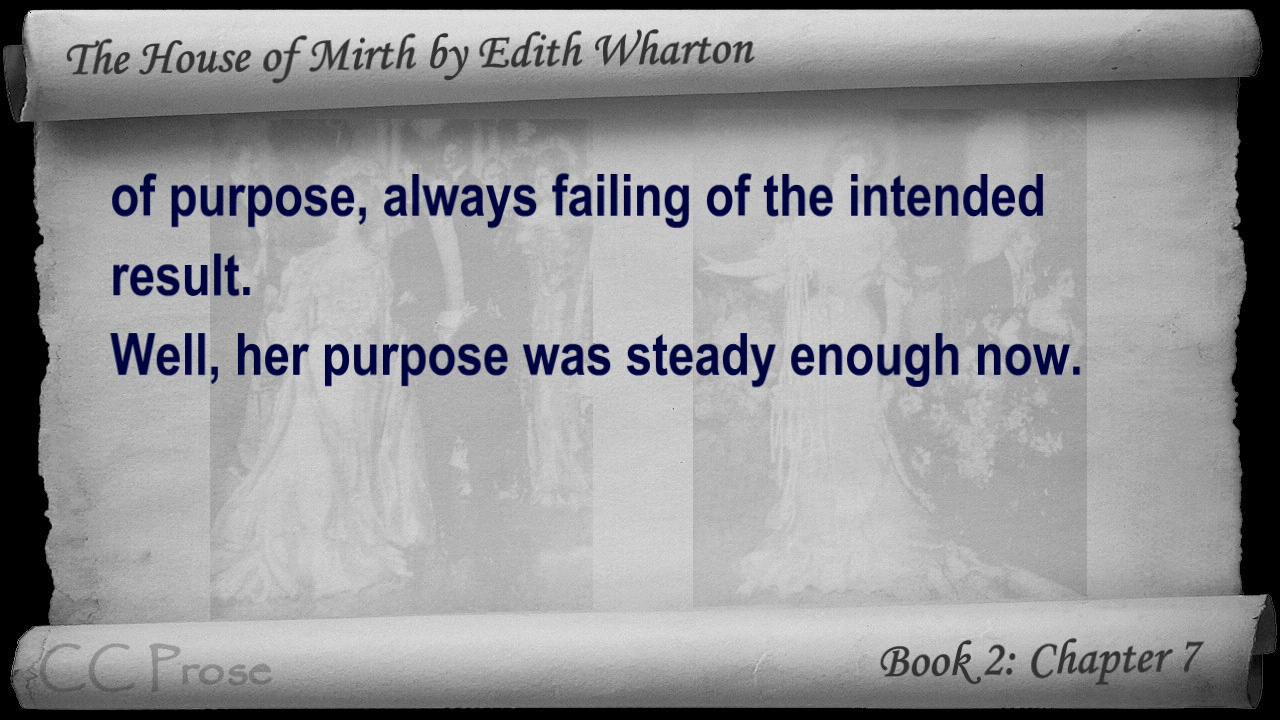 The House of Mirth by Edith Wharton
of purpose, always failing of the intended
result.
Well, her purpose was steady enough now.
CC Prose
Book 2: Chapter 7